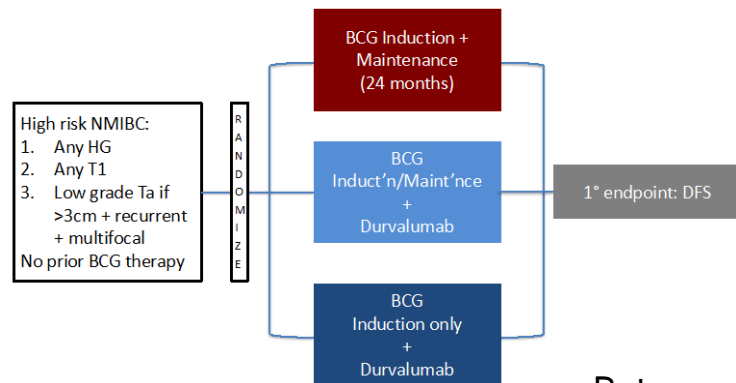 High risk NMIBC:
1. Any HG
2. Any T1
3. Low grade Ta if
>3cm + recurrent
+ multifocal
No prior BCG therapy
RANDOMIZE
BCG Induction +
Maintenance
(24 months)
BCG
Induct'n/Maint'nce
+
Durvalumab
BCG
Induction only
+
Durvalumab
1° endpoint: DFS